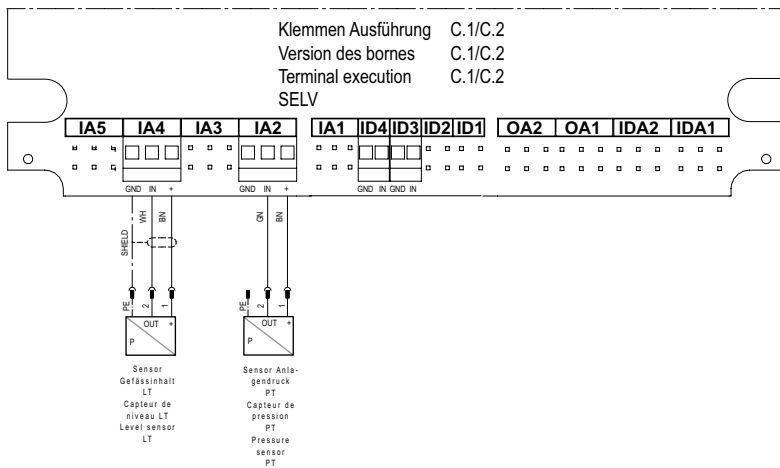 Klemmen Ausführung C.1/C.2
Version des bornes C.1/C.2
Terminal execution C.1/C.2
SELV
IA5 IA4 IA3 IA2 IA1 ID4 ID3 ID2 ID1 OA2 OA1 IDA2 IDA1
GND IN + GND IN + GND IN GND IN
SHIELD WH BN GN BN
PE 2 1 PE 2 1
OUT + OUT +
P P
Sensor
Gefässinhalt
LT
Capteur de
niveau LT
Level sensor
LT
Sensor Anla-
gendruck
PT
Capteur de
pression
PT
Pressure
sensor
PT